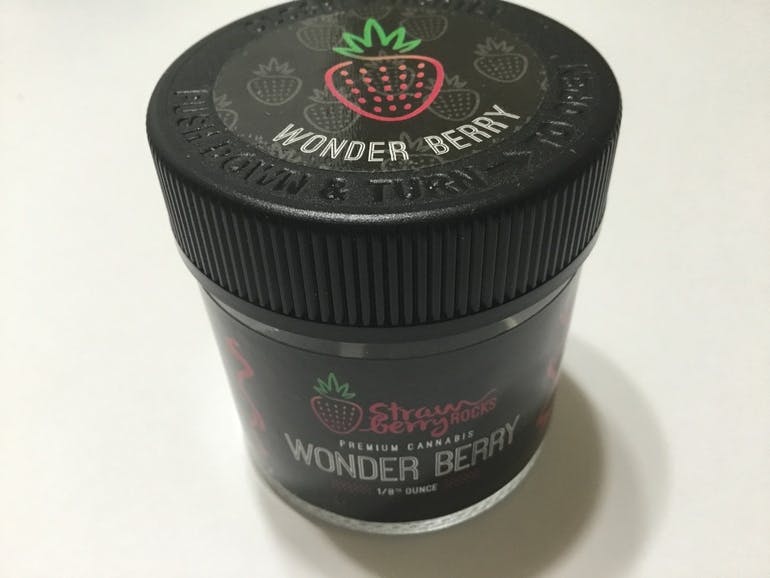 WONDER BERRY
PUSH DOWN & TURN → TO OPEN
Straw
berry ROCKS
PREMIUM CANNABIS
WONDER BERRY
1/8TH OUNCE